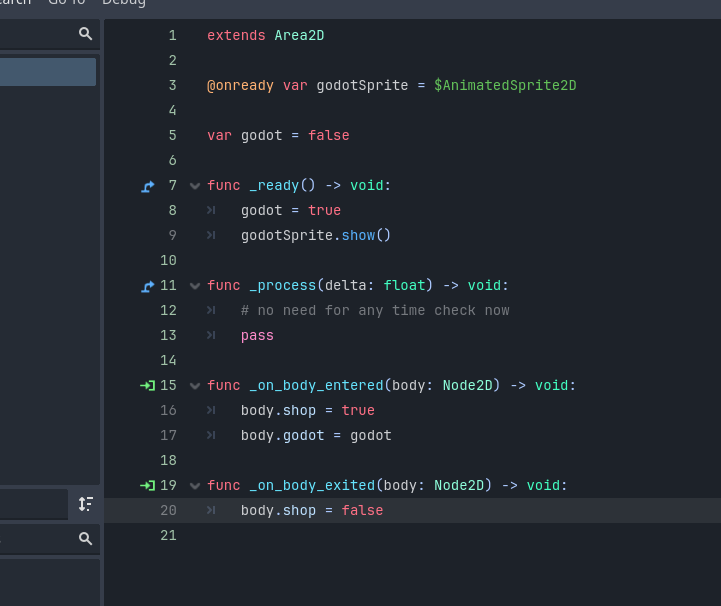 Go To Debug
1 extends Area2D
2
3 @onready var godotSprite = $AnimatedSprite2D
4
5 var godot = false
6
7 func _ready() -> void:
8 godot = true
9 godotSprite.show()
10
11 func _process(delta: float) -> void:
12 # no need for any time check now
13 pass
14
15 func _on_body_entered(body: Node2D) -> void:
16 body.shop = true
17 body.godot = godot
18
19 func _on_body_exited(body: Node2D) -> void:
20 body.shop = false
21